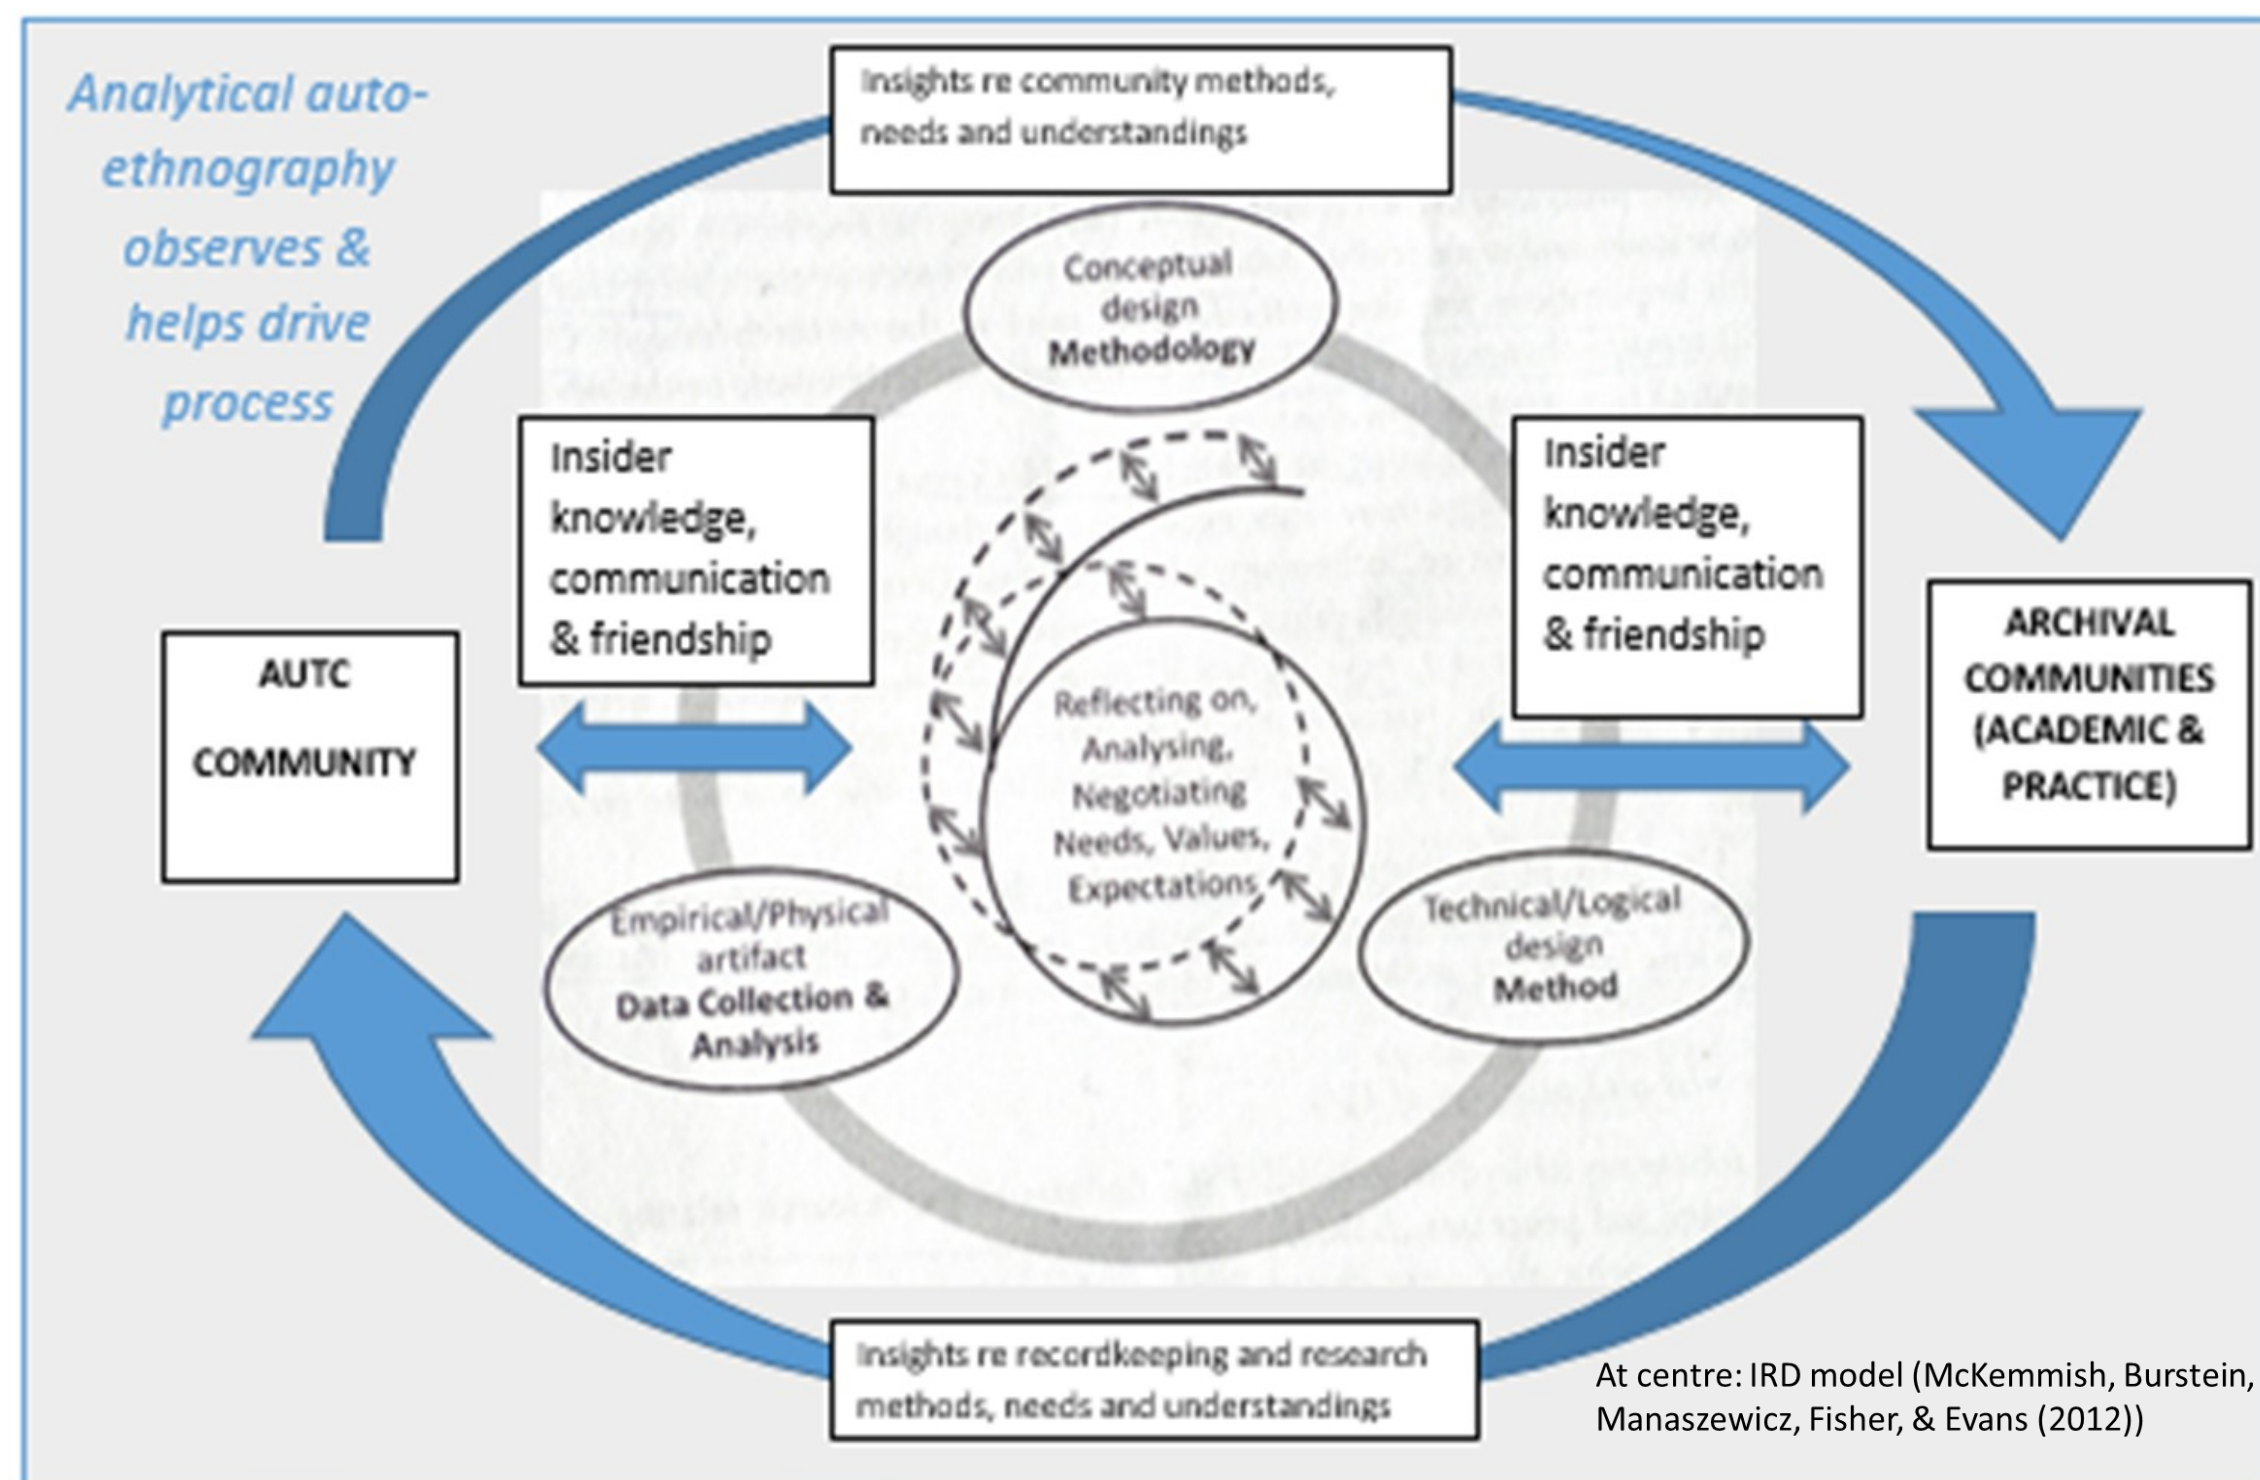 Analytical auto-
ethnography
observes &
helps drive
process
Insights re community methods,
needs and understandings
Conceptual
design
Methodology
Insider
knowledge,
communication
& friendship
Insider
knowledge,
communication
& friendship
AUTC
COMMUNITY
Reflecting on,
Analysing,
Negotiating
Needs, Values,
Expectations
ARCHIVAL
COMMUNITIES
(ACADEMIC &
PRACTICE)
Empirical/Physical
artifact
Data Collection &
Analysis
Technical/Logical
design
Method
Insights re recordkeeping and research
methods, needs and understandings
At centre: IRD model (McKemmish, Burstein,
Manaszewicz, Fisher, & Evans (2012))